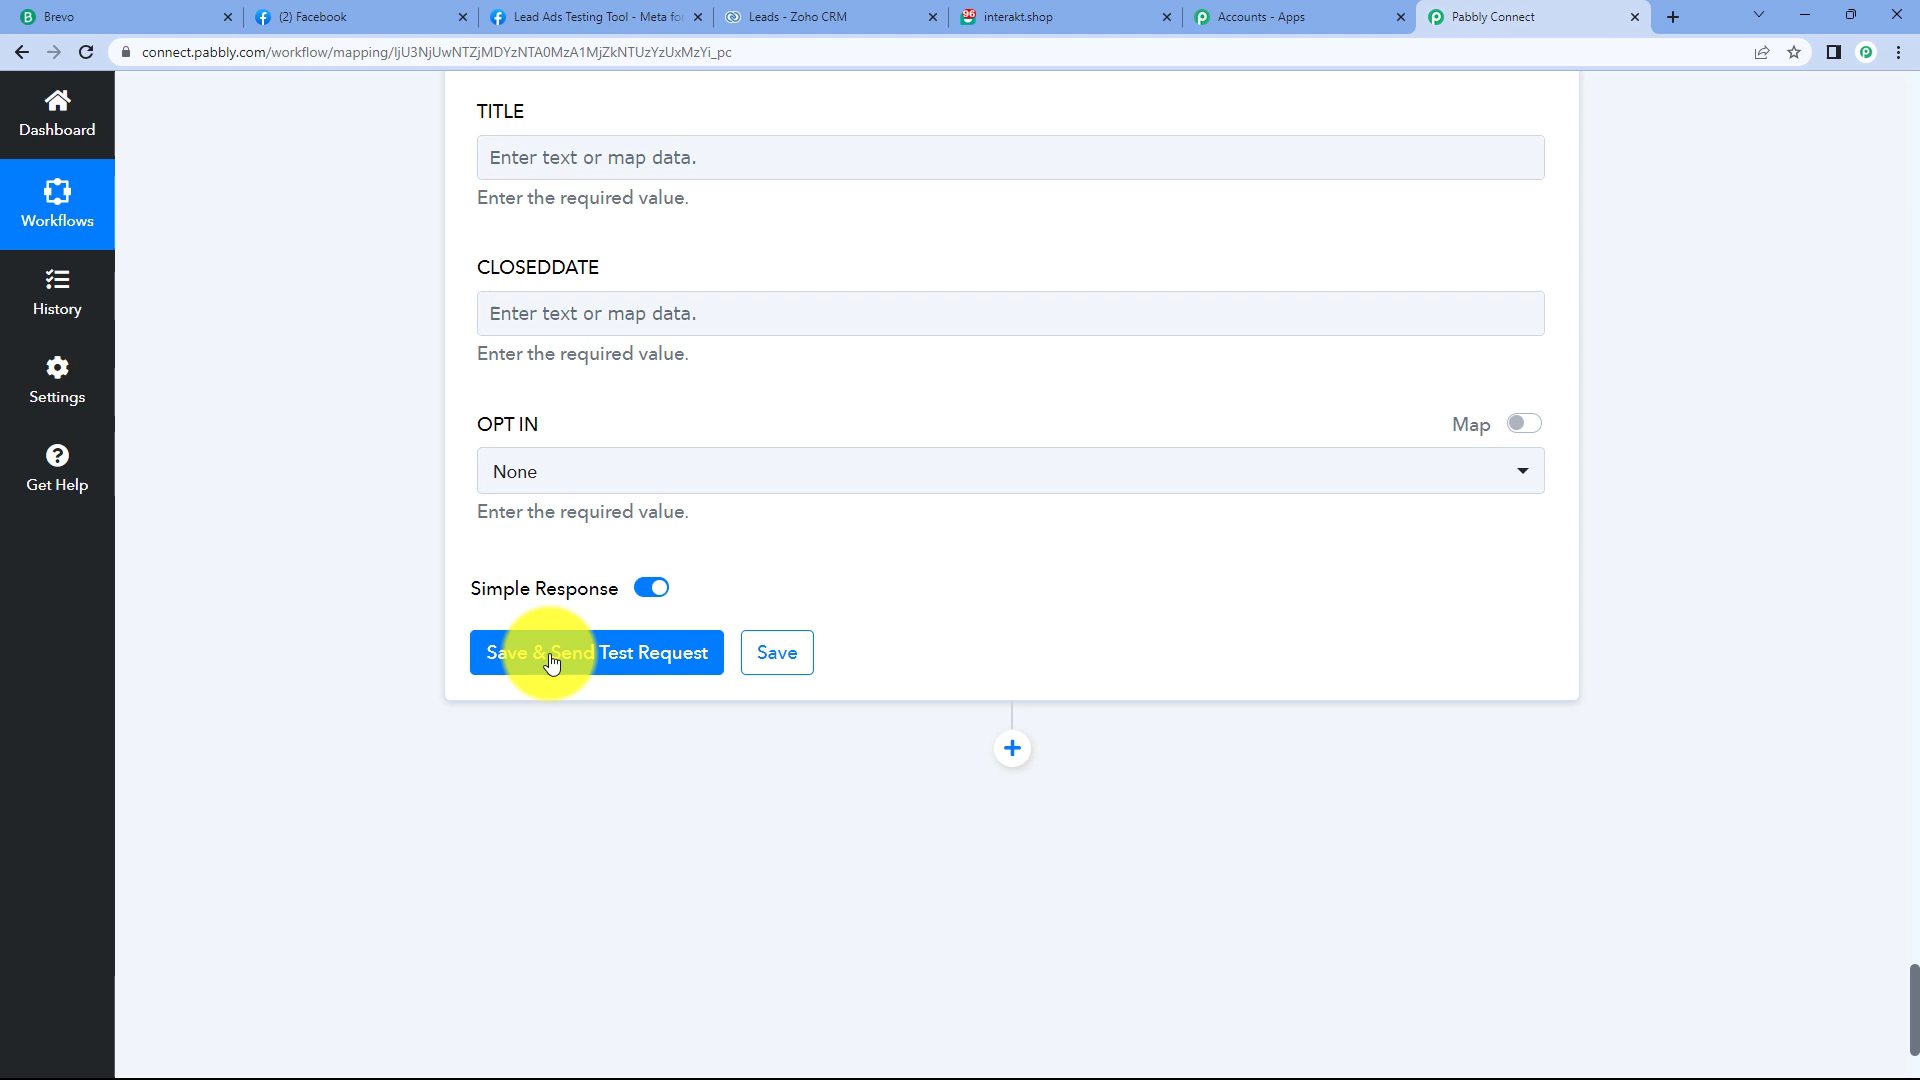 Brevo
(2) Facebook
Lead Ads Testing Tool - Meta fo
Leads - Zoho CRM
96
interakt.shop
Accounts - Apps
Pabbly Connect
connect.pabbly.com/workflow/mapping/IjU3NjUwNTZjMDYzNTA0MzA1MjZkNTUzYzUxMzYi_pc
Dashboard
Workflows
History
Settings
Get Help
TITLE
Enter text or map data.
Enter the required value.
CLOSEDDATE
Enter text or map data.
Enter the required value.
OPT IN
Map
None
Enter the required value.
Simple Response
Save & Send Test Request
Save